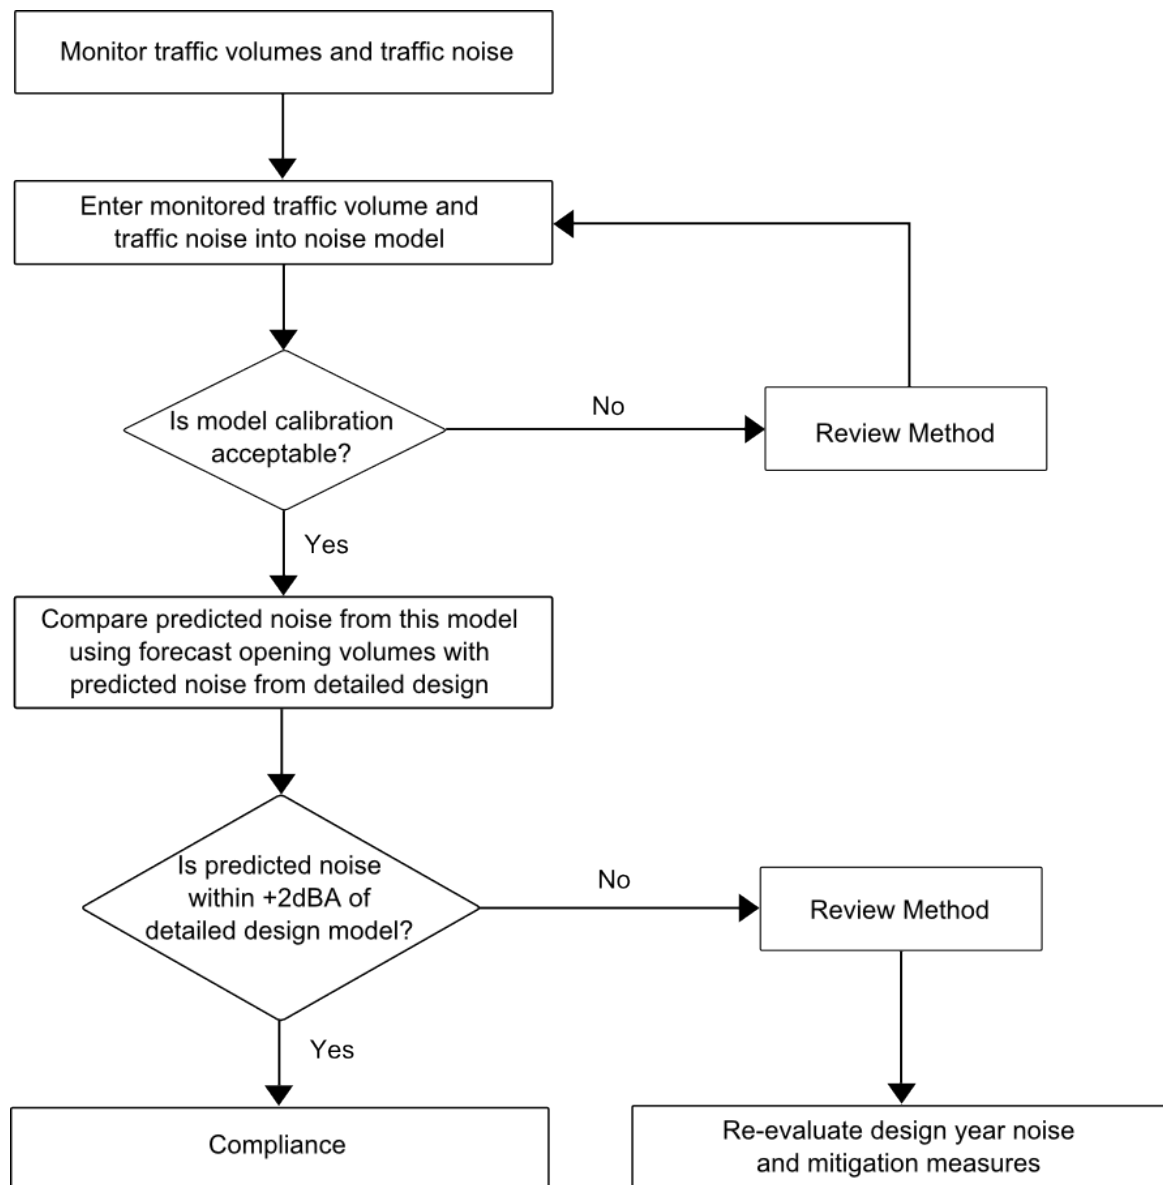 Monitor traffic volumes and traffic noise
Enter monitored traffic volume and
traffic noise into noise model
Is model calibration
acceptable?
No
Review Method
Yes
Compare predicted noise from this model
using forecast opening volumes with
predicted noise from detailed design
Is predicted noise
within +2dBA of
detailed design model?
No
Review Method
Yes
Compliance
Re-evaluate design year noise
and mitigation measures